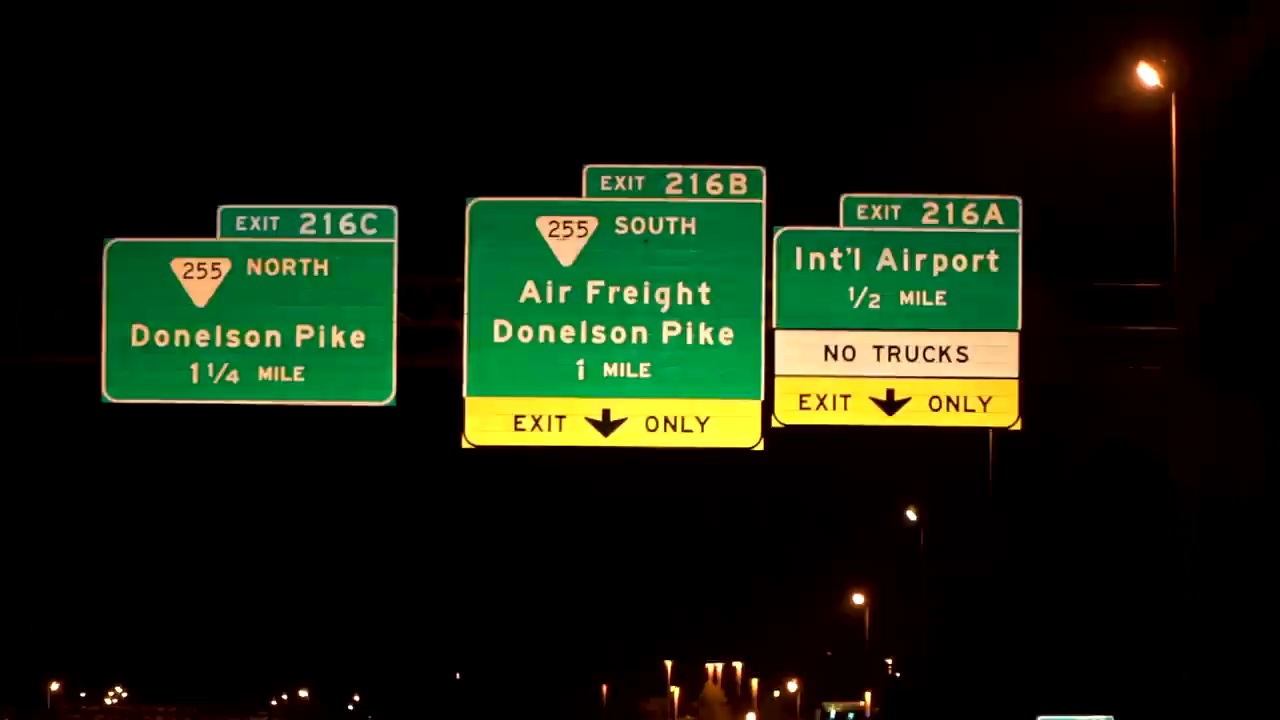 EXIT 216C
255 NORTH
Donelson Pike
1 1/4 MILE
EXIT 216B
255 SOUTH
Air Freight
Donelson Pike
1 MILE
EXIT ONLY
EXIT 216A
Int'l Airport
1/2 MILE
NO TRUCKS
EXIT ONLY